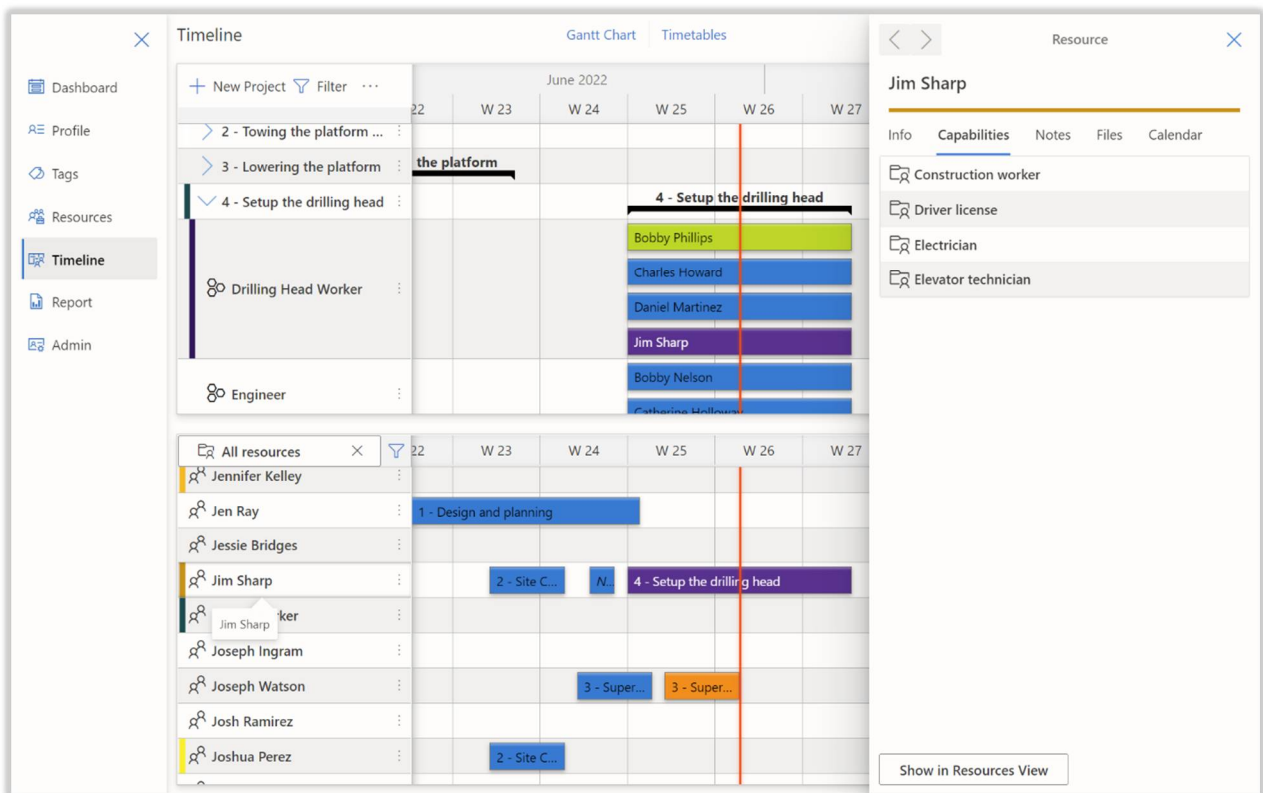 Timeline
Gantt Chart
Timetables
Dashboard
Profile
Tags
Resources
Timeline
Report
Admin
New Project
Filter
June 2022
22
W 23
W 24
W 25
W 26
W 27
2 - Towing the platform ...
3 - Lowering the platform
the platform
4 - Setup the drilling head
4 - Setup the drilling head
Drilling Head Worker
Bobby Phillips
Charles Howard
Daniel Martinez
Jim Sharp
Engineer
Bobby Nelson
Catherine Holloway
All resources
22
W 23
W 24
W 25
W 26
W 27
Jennifer Kelley
Jen Ray
1 - Design and planning
Jessie Bridges
Jim Sharp
2 - Site C...
N...
4 - Setup the drilling head
Jim Sharp
ker
Joseph Ingram
Joseph Watson
3 - Super...
3 - Super...
Josh Ramirez
Joshua Perez
2 - Site C...
Resource
Jim Sharp
Info
Capabilities
Notes
Files
Calendar
Construction worker
Driver license
Electrician
Elevator technician
Show in Resources View